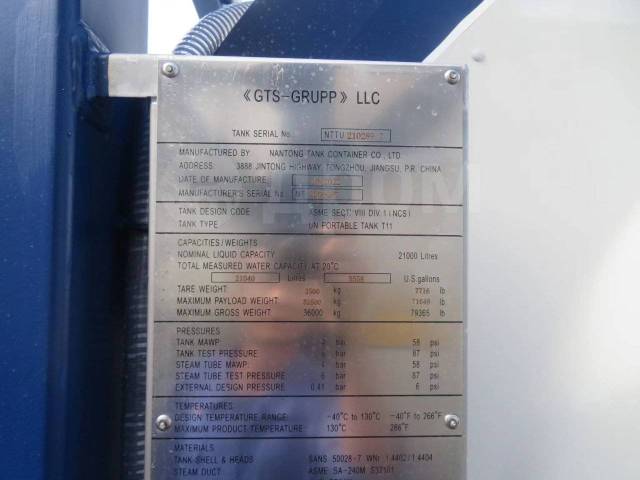 《GTS-GRUPP》LLC
TANK SERIAL No. NTTU 210289 7
MANUFACTURED BY NANTONG TANK CONTAINER CO., LTD
ADDRESS: 3888 JINTONG HIGHWAY, TONGZHOU, JIANGSU, P.R. CHINA
DATE OF MANUFACTURE
MANUFACTURER'S SERIAL No. NT
TANK DESIGN CODE ASME SECT. VIII DIV.1(NCS)
TANK TYPE UN PORTABLE TANK T11
CAPACITIES/WEIGHTS
NOMINAL LIQUID CAPACITY 21000 Litres
TOTAL MEASURED WATER CAPACITY AT 20°C
21040 Litres 5558 U.S.gallons
TARE WEIGHT: 3500 kg 7716 lb
MAXIMUM PAYLOAD WEIGHT: 32500 kg 71649 lb
MAXIMUM GROSS WEIGHT: 36000 kg 79365 lb
PRESSURES
TANK MAWP: 4 bar 58 psi
TANK TEST PRESSURE 6 bar 87 psi
STEAM TUBE MAWP: 4 bar 58 psi
STEAM TUBE TEST PRESSURE 6 bar 87 psi
EXTERNAL DESIGN PRESSURE 0.41 bar 6 psi
TEMPERATURES
DESIGN TEMPERATURE RANGE: -40°C to 130°C -40°F to 266°F
MAXIMUM PRODUCT TEMPERATURE: 130°C 266°F
MATERIALS
TANK SHELL & HEADS SANS 50028-7 WNr 1.4402/1.4404
STEAM DUCT ASME SA-240M S32101